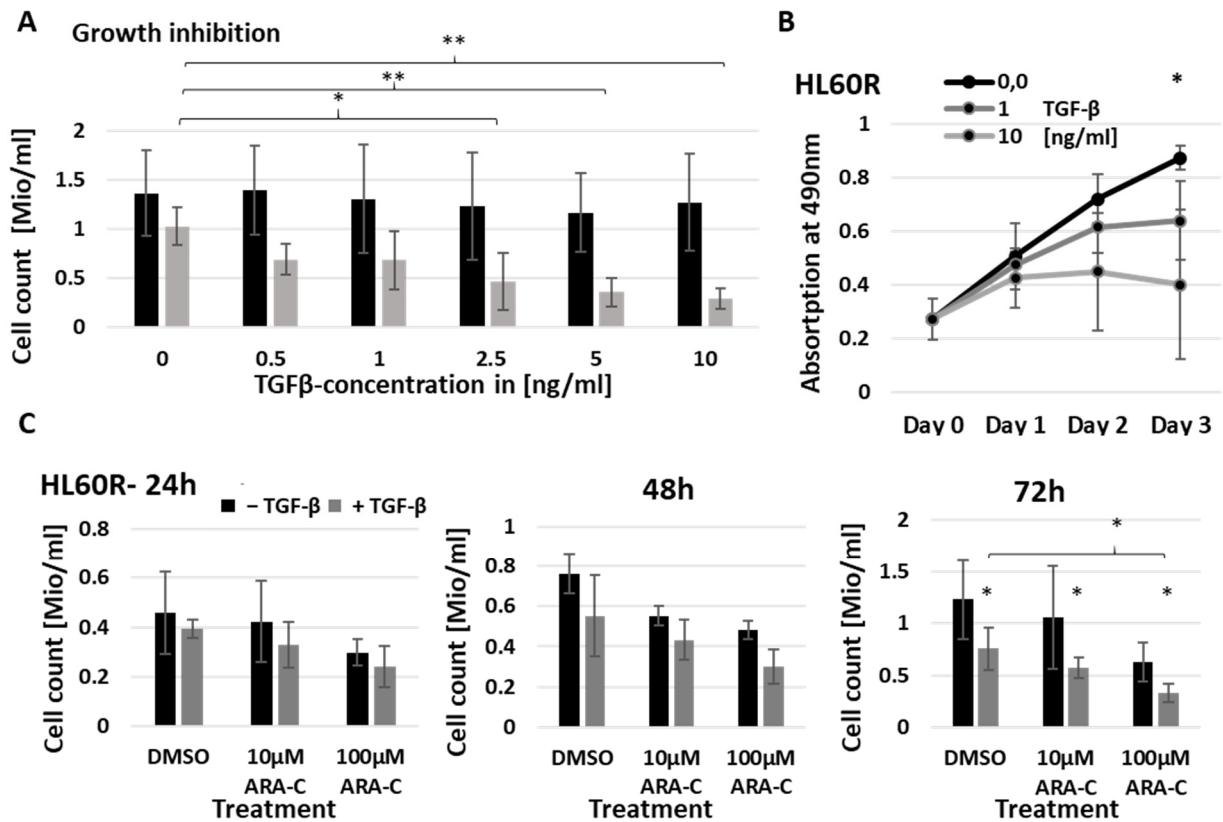 A
Growth inhibition
**
**
*
Cell count [Mio/ml]
2
1.5
1
0.5
0
0 0.5 1 2.5 5 10
TGFβ-concentration in [ng/ml]
B
HL60R
0,0
1 TGF-β
10 [ng/ml]
*
Absortption at 490nm
1
0.8
0.6
0.4
0.2
0
Day 0 Day 1 Day 2 Day 3
C
HL60R- 24h
– TGF-β + TGF-β
Cell count [Mio/ml]
0.8
0.6
0.4
0.2
0
DMSO 10µM 100µM
ARA-C ARA-C
Treatment
48h
Cell count [Mio/ml]
1
0.8
0.6
0.4
0.2
0
DMSO 10µM 100µM
ARA-C ARA-C
Treatment
72h
Cell count [Mio/ml]
2
1.5
1
0.5
0
*
* * *
DMSO 10µM 100µM
ARA-C ARA-C
Treatment